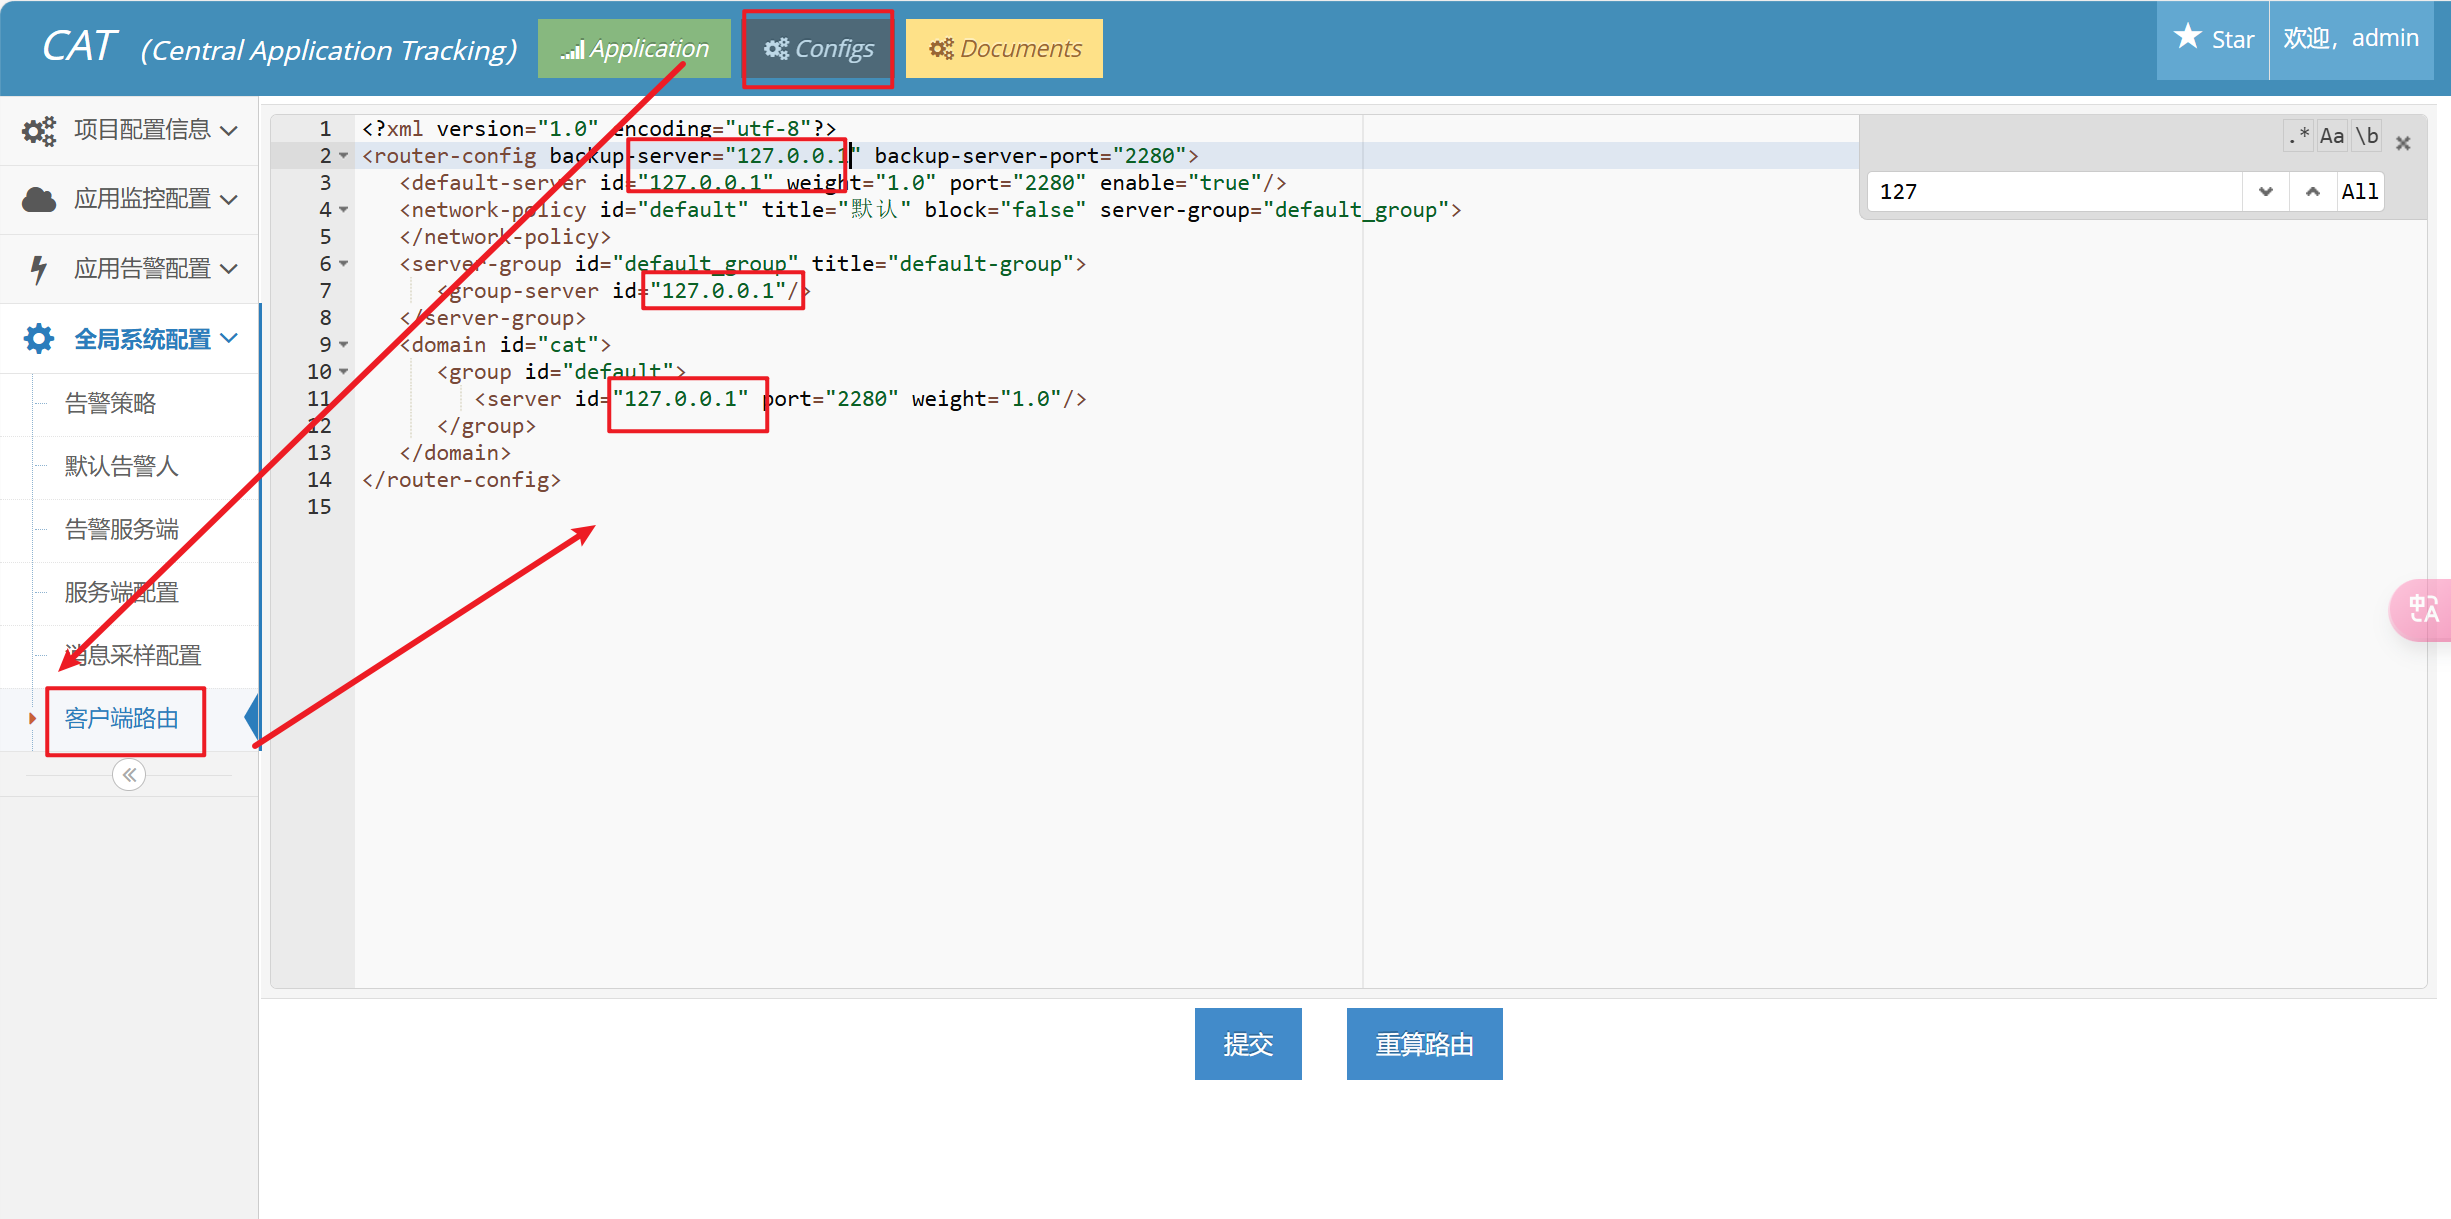 CAT (Central Application Tracking)
Application
Configs
Documents
Star
欢迎，admin
项目配置信息
应用监控配置
应用告警配置
全局系统配置
告警策略
默认告警人
告警服务端
服务端配置
消息采样配置
客户端路由
1 <?xml version="1.0" encoding="utf-8"?>
2 <router-config backup-server="127.0.0.1" backup-server-port="2280">
3 <default-server id="127.0.0.1" weight="1.0" port="2280" enable="true"/>
4 <network-policy id="default" title="默认" block="false" server-group="default_group">
5 </network-policy>
6 <server-group id="default_group" title="default-group">
7 <group-server id="127.0.0.1"/>
8 </server-group>
9 <domain id="cat">
10 <group id="default">
11 <server id="127.0.0.1" port="2280" weight="1.0"/>
12 </group>
13 </domain>
14 </router-config>
15
.* Aa \b
127
All
中A
提交
重算路由